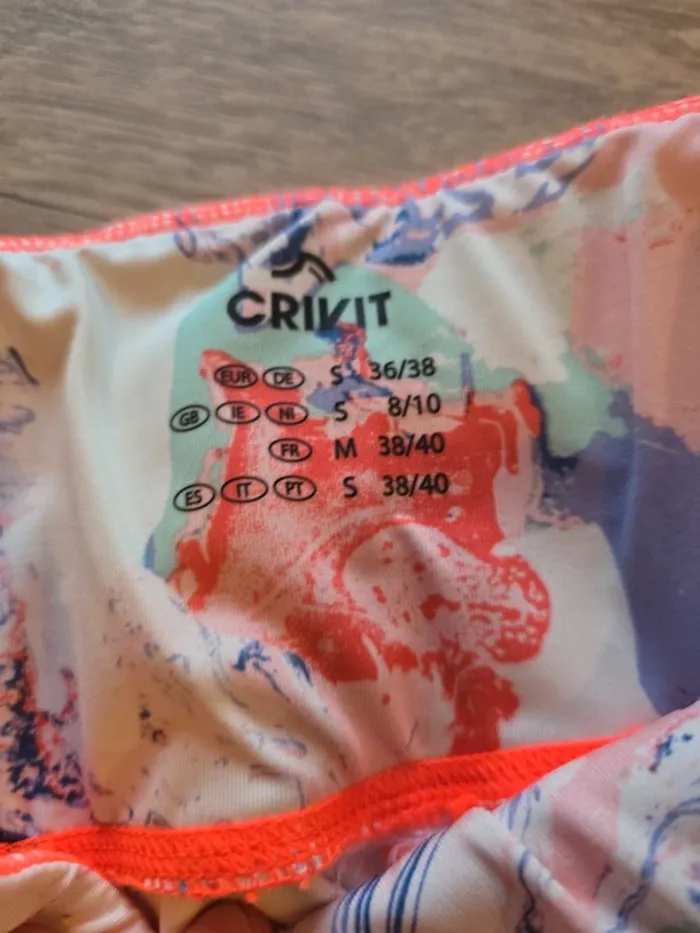 CRIVIT
EUR DE S 36/38
GB IE NI S 8/10
FR M 38/40
ES IT PT S 38/40